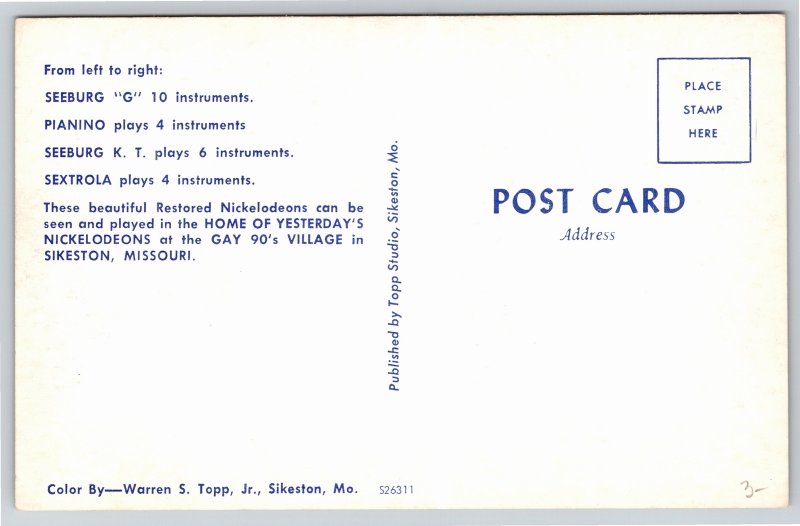 From left to right:
SEEBURG "G" 10 instruments.
PIANINO plays 4 instruments
SEEBURG K. T. plays 6 instruments.
SEXTROLA plays 4 instruments.
These beautiful Restored Nickelodeons can be
seen and played in the HOME OF YESTERDAY'S
NICKELODEONS at the GAY 90's VILLAGE in
SIKESTON, MISSOURI.
Color By—Warren S. Topp, Jr., Sikeston, Mo.
S26311
Published by Topp Studio, Sikeston, Mo.
PLACE
STAMP
HERE
POST CARD
Address
3-